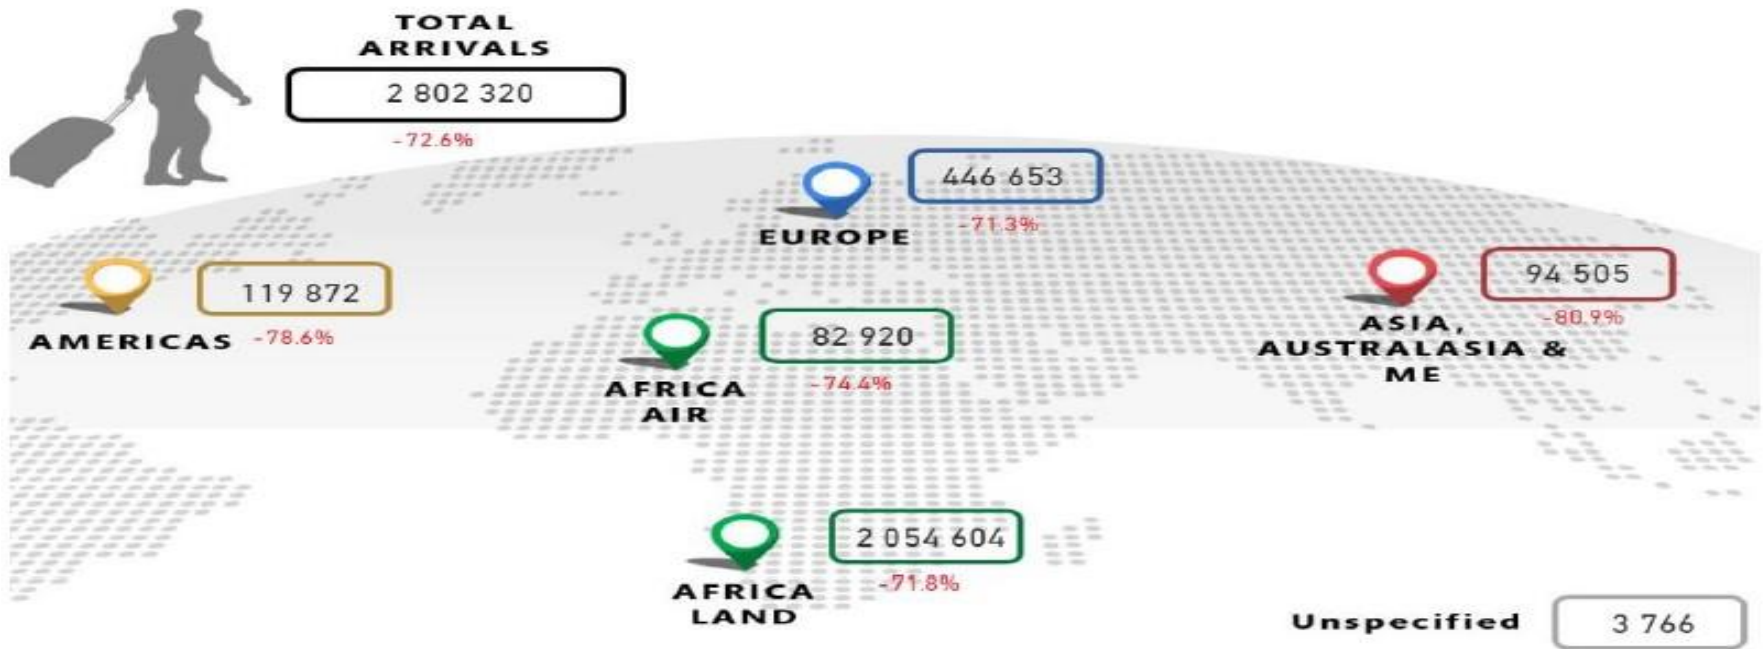 TOTAL
ARRIVALS
2 802 320
-72.6%
446 653
-71.3%
EUROPE
119 872
-78.6%
AMERICAS
82 920
-74.4%
AFRICA
AIR
94 505
-80.9%
ASIA,
AUSTRALASIA &
ME
2 054 604
-71.8%
AFRICA
LAND
Unspecified
3 766